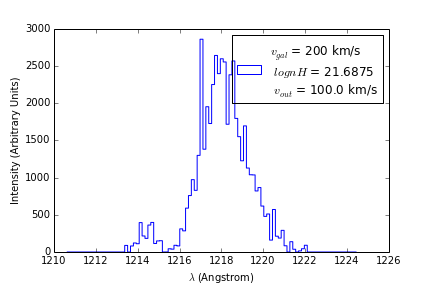 3000
2500
2000
1500
1000
500
0
Intensity (Arbitrary Units)
v_gal = 200 km/s
lognH = 21.6875
v_out = 100.0 km/s
1210 1212 1214 1216 1218 1220 1222 1224 1226
λ (Angstrom)